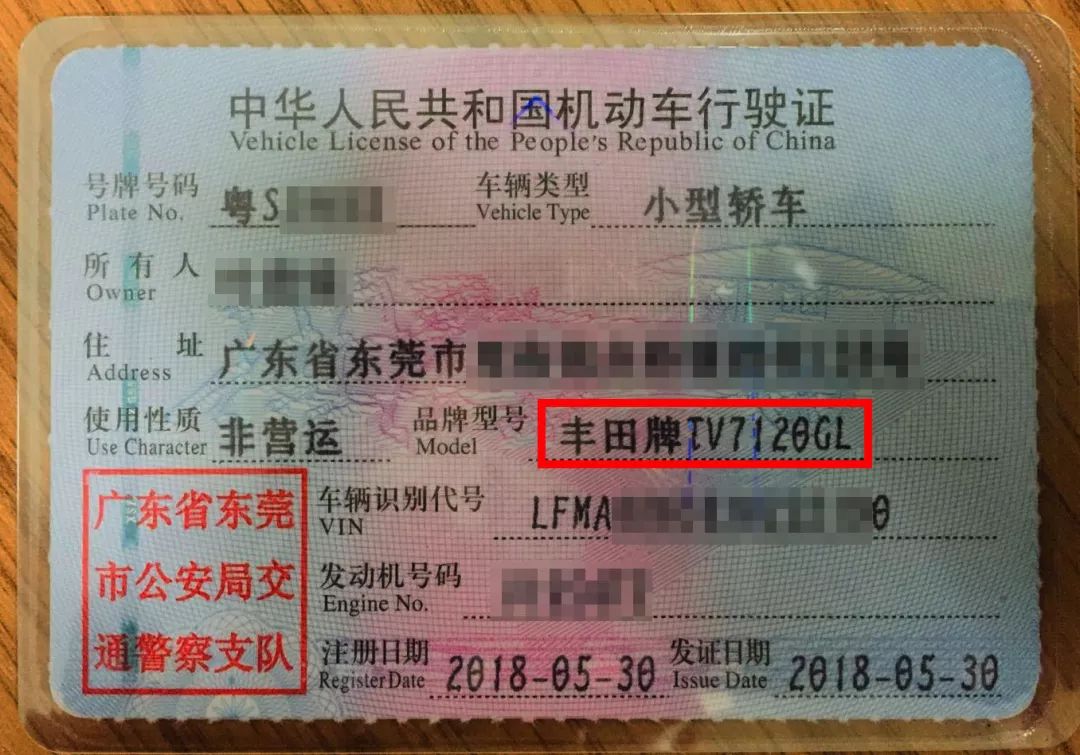 中华人民共和国机动车行驶证
Vehicle License of the People's Republic of China
号牌号码 粤S 车辆类型 小型轿车
Plate No. Vehicle Type
所有人
Owner
住址 广东省东莞市
Address
使用性质 非营运 品牌型号 丰田牌TV7120GL
Use Character Model
广东省东莞
市公安局交
通警察支队
车辆识别代号 LFMA 0
VIN
发动机号码
Engine No.
注册日期 2018-05-30 发证日期 2018-05-30
Register Date Issue Date